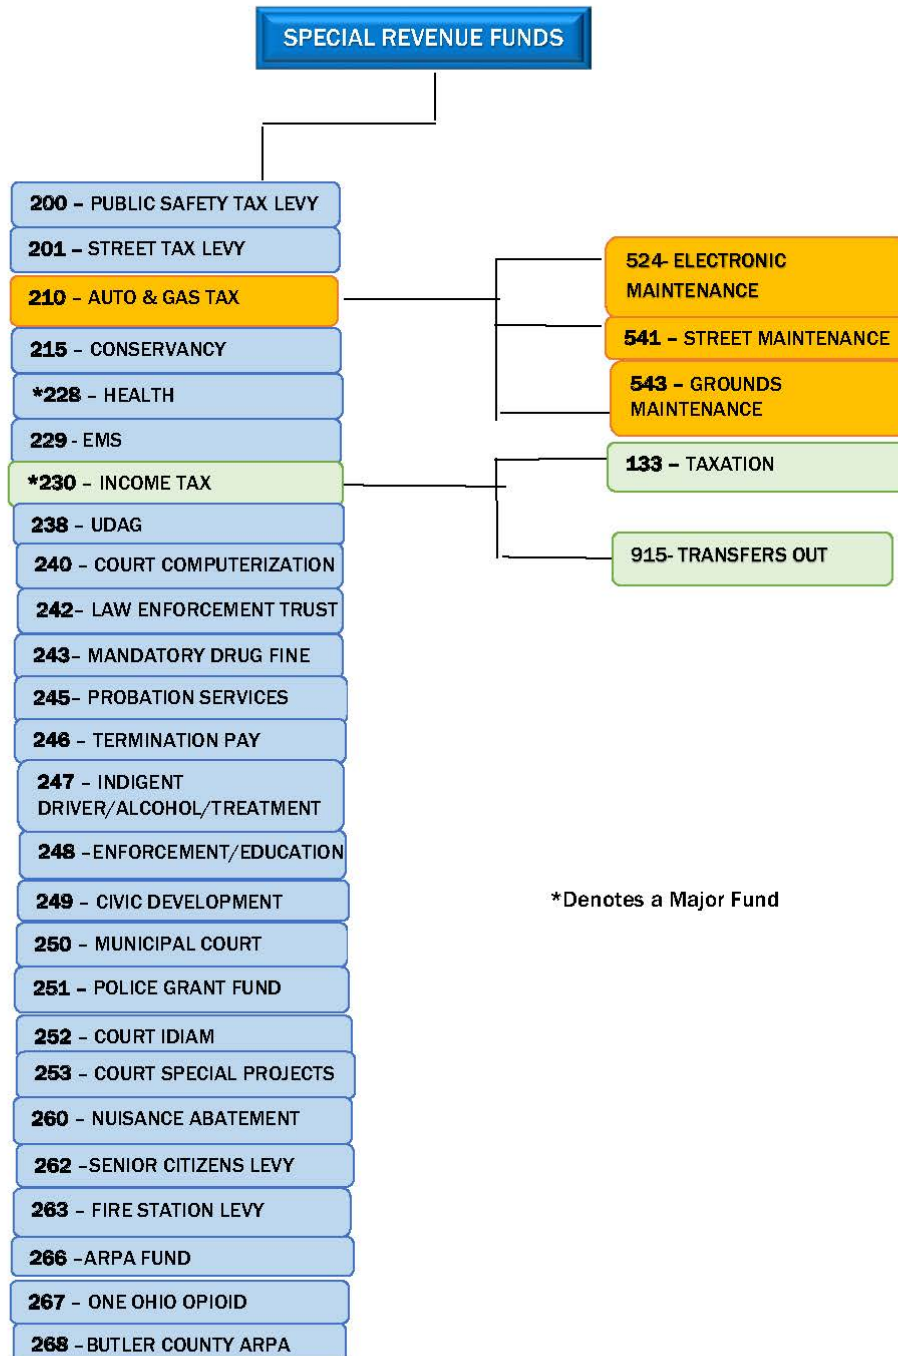 SPECIAL REVENUE FUNDS
200 – PUBLIC SAFETY TAX LEVY
201 – STREET TAX LEVY
210 – AUTO & GAS TAX
215 – CONSERVANCY
*228 – HEALTH
229 - EMS
*230 – INCOME TAX
238 – UDAG
240 – COURT COMPUTERIZATION
242– LAW ENFORCEMENT TRUST
243– MANDATORY DRUG FINE
245– PROBATION SERVICES
246 – TERMINATION PAY
247 – INDIGENT
DRIVER/ALCOHOL/TREATMENT
248 –ENFORCEMENT/EDUCATION
249 – CIVIC DEVELOPMENT
250 – MUNICIPAL COURT
251 – POLICE GRANT FUND
252 – COURT IDIAM
253 – COURT SPECIAL PROJECTS
260 – NUISANCE ABATEMENT
262 –SENIOR CITIZENS LEVY
263 – FIRE STATION LEVY
266 –ARPA FUND
267 – ONE OHIO OPIOID
268 –BUTLER COUNTY ARPA
524- ELECTRONIC
MAINTENANCE
541 – STREET MAINTENANCE
543 – GROUNDS
MAINTENANCE
133 – TAXATION
915- TRANSFERS OUT
*Denotes a Major Fund